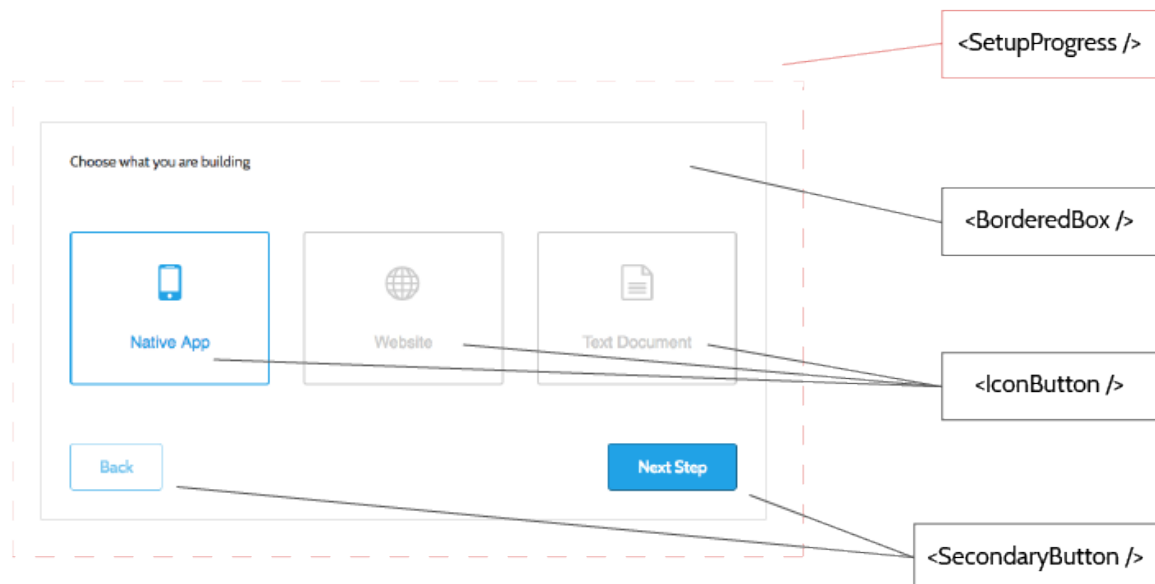 <SetupProgress />
Choose what you are building
<BorderedBox />
Native App
Website
Text Document
<IconButton />
Back
Next Step
<SecondaryButton />